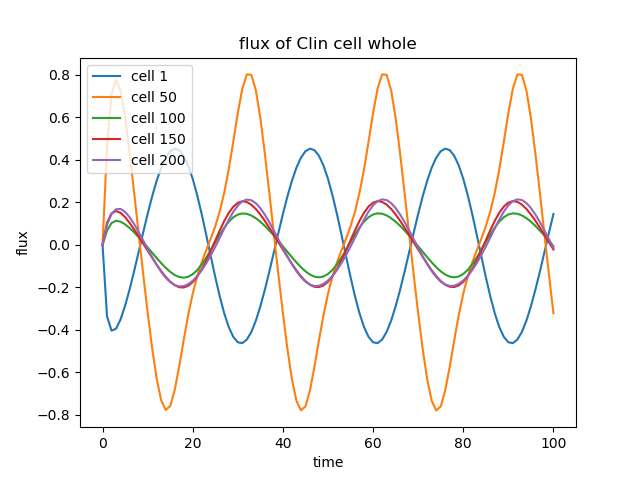 flux of Clin cell whole
cell 1
cell 50
cell 100
cell 150
cell 200
flux
0.8
0.6
0.4
0.2
0.0
−0.2
−0.4
−0.6
−0.8
0
20
40
60
80
100
time